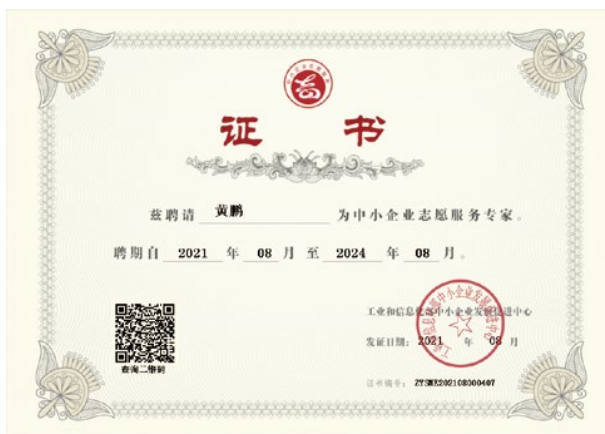 证书
兹聘请 黄鹏 为中小企业志愿服务专家。
聘期自 2021 年 08 月 至 2024 年 08 月。
工业和信息化部中小企业发展促进中心
发证日期: 2021 年 08 月
查询二维码
证书编号: ZYSME202108000407